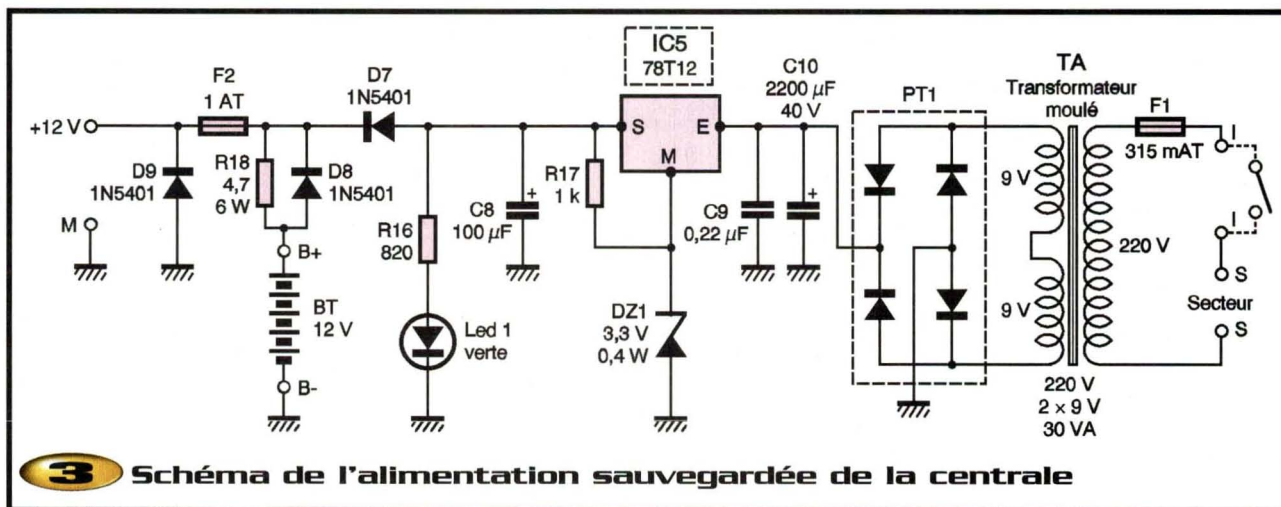 IC5
78T12
F2
1 AT
D7
1N5401
C10
2200 µF
40 V
PT1
TA
Transformateur
moulé
F1
315 mAT
+12 V
S
E
M
I
I
D9
1N5401
R18
4,7
6 W
D8
1N5401
R17
1 k
9 V
M
B+
R16
820
C8
100 µF
+
C9
0,22 µF
+
220 V
S
Secteur
S
BT
12 V
Led 1
verte
DZ1
3,3 V
0,4 W
9 V
B-
220 V
2 × 9 V
30 VA
3 Schéma de l'alimentation sauvegardée de la centrale